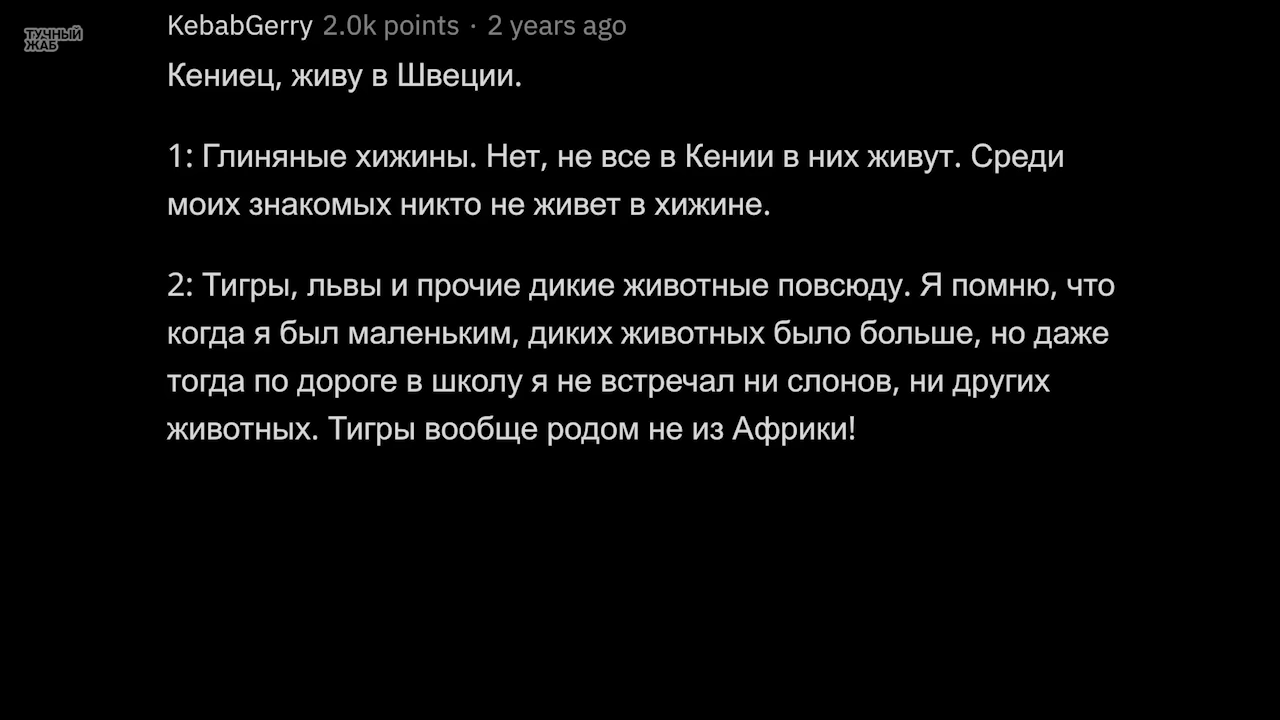 ТУЧНЫЙ
ЖАБ
KebabGerry 2.0k points · 2 years ago
Кениец, живу в Швеции.
1: Глиняные хижины. Нет, не все в Кении в них живут. Среди
моих знакомых никто не живет в хижине.
2: Тигры, львы и прочие дикие животные повсюду. Я помню, что
когда я был маленьким, диких животных было больше, но даже
тогда по дороге в школу я не встречал ни слонов, ни других
животных. Тигры вообще родом не из Африки!